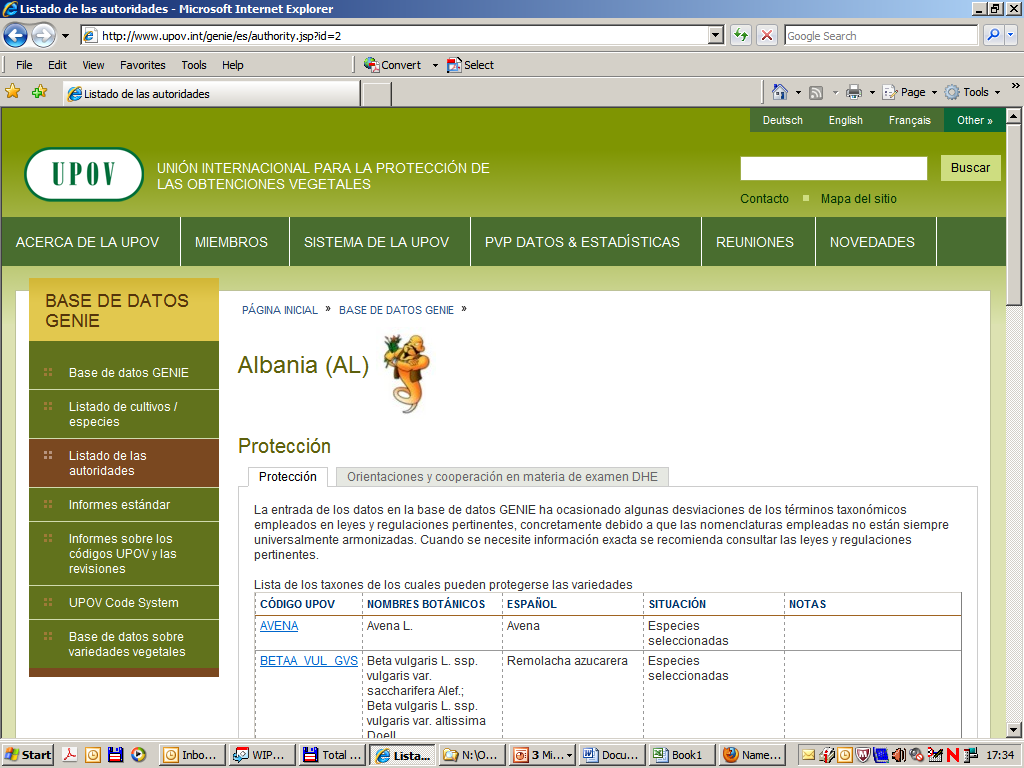 Listado de las autoridades - Microsoft Internet Explorer
http://www.upov.int/genie/es/authority.jsp?id=2
Google Search
File Edit View Favorites Tools Help
Convert Select
Listado de las autoridades
Page Tools »
Deutsch English Français Other »
UPOV
UNIÓN INTERNACIONAL PARA LA PROTECCIÓN DE
LAS OBTENCIONES VEGETALES
Buscar
Contacto Mapa del sitio
ACERCA DE LA UPOV MIEMBROS SISTEMA DE LA UPOV PVP DATOS & ESTADÍSTICAS REUNIONES NOVEDADES
BASE DE DATOS
GENIE
Base de datos GENIE
Listado de cultivos /
especies
Listado de las
autoridades
Informes estándar
Informes sobre los
códigos UPOV y las
revisiones
UPOV Code System
Base de datos sobre
variedades vegetales
PÁGINA INICIAL » BASE DE DATOS GENIE »
Albania (AL)
Protección
Protección Orientaciones y cooperación en materia de examen DHE
La entrada de los datos en la base de datos GENIE ha ocasionado algunas desviaciones de los términos taxonómicos
empleados en leyes y regulaciones pertinentes, concretamente debido a que las nomenclaturas empleadas no están siempre
universalmente armonizadas. Cuando se necesite información exacta se recomienda consultar las leyes y regulaciones
pertinentes.
Lista de los taxones de los cuales pueden protegerse las variedades
CÓDIGO UPOV NOMBRES BOTÁNICOS ESPAÑOL SITUACIÓN NOTAS
AVENA Avena L. Avena Especies
seleccionadas
BETAA_VUL_GVS Beta vulgaris L. ssp. Remolacha azucarera Especies
vulgaris var. seleccionadas
saccharifera Alef.;
Beta vulgaris L. ssp.
vulgaris var. altissima
Doell
Start Inbo... WIP... Total ... Lista... N:\O... 3 Mi... Docu... Book1 Name... 17:34